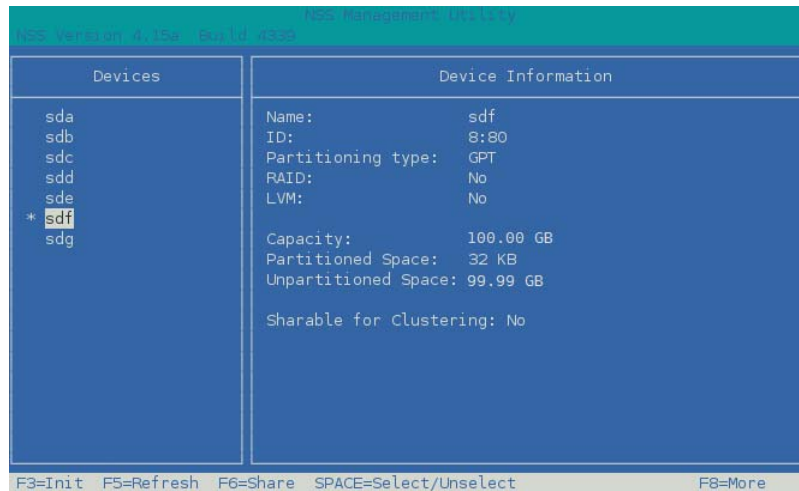 NSS Management Utility
NSS Version 4.15a Build 4339
Devices
sda
sdb
sdc
sdd
sde
* sdf
sdg
Device Information
Name: sdf
ID: 8:80
Partitioning type: GPT
RAID: No
LVM: No
Capacity: 100.00 GB
Partitioned Space: 32 KB
Unpartitioned Space: 99.99 GB
Sharable for Clustering: No
F3=Init F5=Refresh F6=Share SPACE=Select/Unselect F8=More